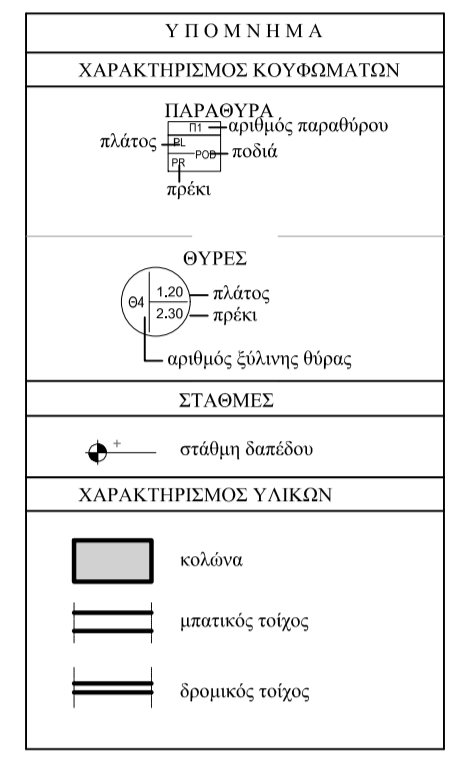 ΥΠΟΜΝΗΜΑ
ΧΑΡΑΚΤΗΡΙΣΜΟΣ ΚΟΥΦΩΜΑΤΩΝ
ΠΑΡΑΘΥΡΑ
Π1 αριθμός παραθύρου
πλάτος PL
POD ποδιά
PR
πρέκι
ΘΥΡΕΣ
Θ4 1.20 πλάτος
2.30 πρέκι
αριθμός ξύλινης θύρας
ΣΤΑΘΜΕΣ
+ στάθμη δαπέδου
ΧΑΡΑΚΤΗΡΙΣΜΟΣ ΥΛΙΚΩΝ
κολώνα
μπατικός τοίχος
δρομικός τοίχος